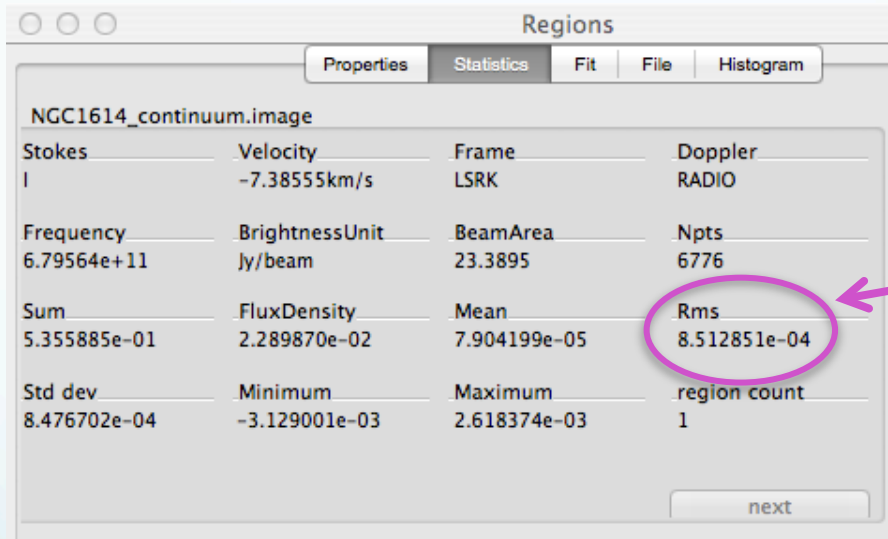 Regions
Properties Statistics Fit File Histogram
NGC1614_continuum.image
Stokes Velocity Frame Doppler
I -7.38555km/s LSRK RADIO
Frequency BrightnessUnit BeamArea Npts
6.79564e+11 Jy/beam 23.3895 6776
Sum FluxDensity Mean Rms
5.355885e-01 2.289870e-02 7.904199e-05 8.512851e-04
Std dev Minimum Maximum region count
8.476702e-04 -3.129001e-03 2.618374e-03 1
next